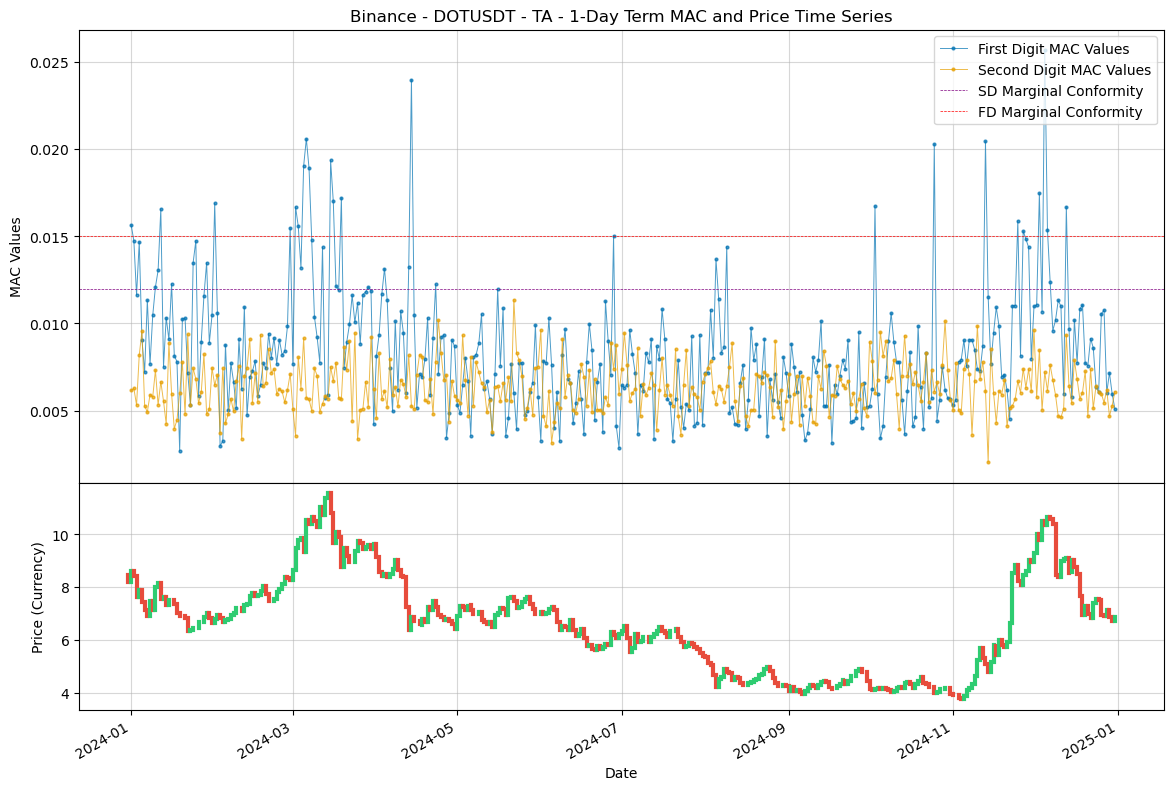 Binance - DOTUSDT - TA - 1-Day Term MAC and Price Time Series
First Digit MAC Values
Second Digit MAC Values
SD Marginal Conformity
FD Marginal Conformity
MAC Values
0.025
0.020
0.015
0.010
0.005
Price (Currency)
10
8
6
4
2024-01
2024-03
2024-05
2024-07
2024-09
2024-11
2025-01
Date